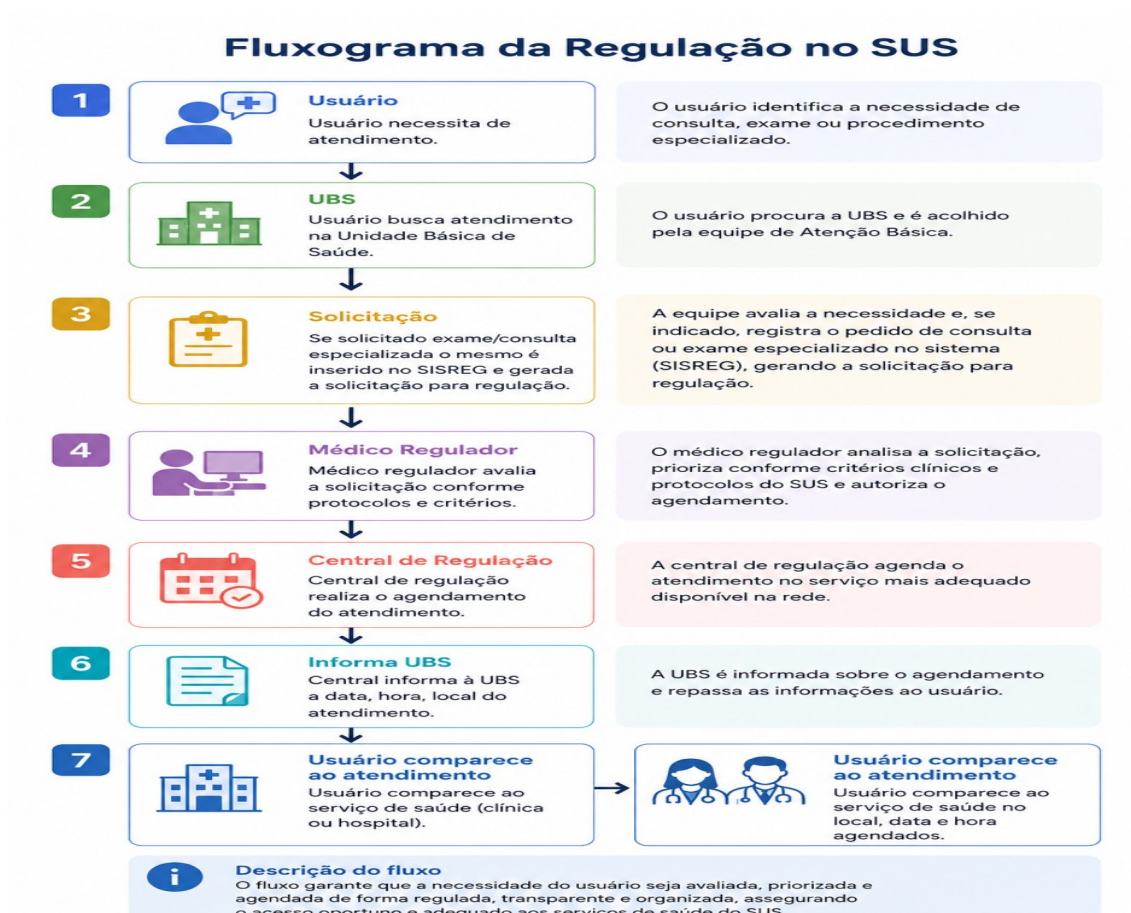 Fluxograma da Regulação no SUS
1
Usuário
Usuário necessita de
atendimento.
O usuário identifica a necessidade de
consulta, exame ou procedimento
especializado.
2
UBS
Usuário busca atendimento
na Unidade Básica de
Saúde.
O usuário procura a UBS e é acolhido
pela equipe de Atenção Básica.
3
Solicitação
Se solicitado exame/consulta
especializada o mesmo é
inserido no SISREG e gerada
a solicitação para regulação.
A equipe avalia a necessidade e, se
indicado, registra o pedido de consulta
ou exame especializado no sistema
(SISREG), gerando a solicitação para
regulação.
4
Médico Regulador
Médico regulador avalia
a solicitação conforme
protocolos e critérios.
O médico regulador analisa a solicitação,
prioriza conforme critérios clínicos e
protocolos do SUS e autoriza o
agendamento.
5
Central de Regulação
Central de regulação
realiza o agendamento
do atendimento.
A central de regulação agenda o
atendimento no serviço mais adequado
disponível na rede.
6
Informa UBS
Central informa à UBS
a data, hora, local do
atendimento.
A UBS é informada sobre o agendamento
e repassa as informações ao usuário.
7
Usuário comparece
ao atendimento
Usuário comparece ao
serviço de saúde (clínica
ou hospital).
Usuário comparece
ao atendimento
Usuário comparece ao
serviço de saúde no
local, data e hora
agendados.
i
Descrição do fluxo
O fluxo garante que a necessidade do usuário seja avaliada, priorizada e
agendada de forma regulada, transparente e organizada, assegurando
o acesso oportuno e adequado aos serviços de saúde do SUS